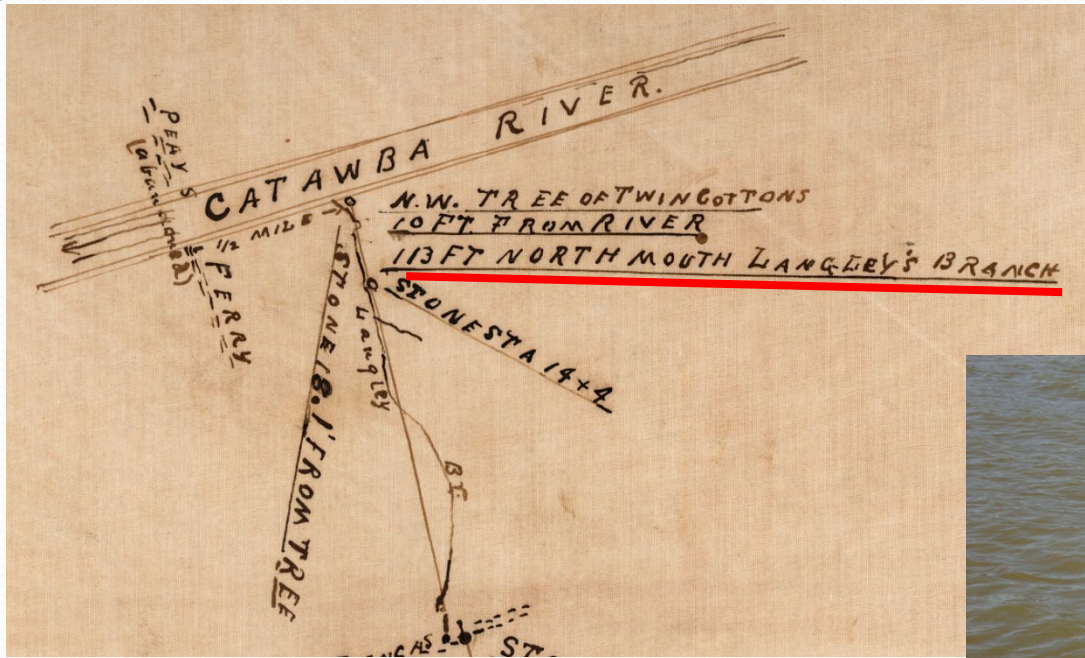 CATAWBA RIVER.
PEAY'S
(abandoned)
FERRY
1/2 MILE
N.W. TREE OF TWIN COTTONS
10 FT. FROM RIVER
113 FT NORTH MOUTH LANGLEY'S BRANCH
STONE STA 14+4
STONE 18.1' FROM TREE
Langley